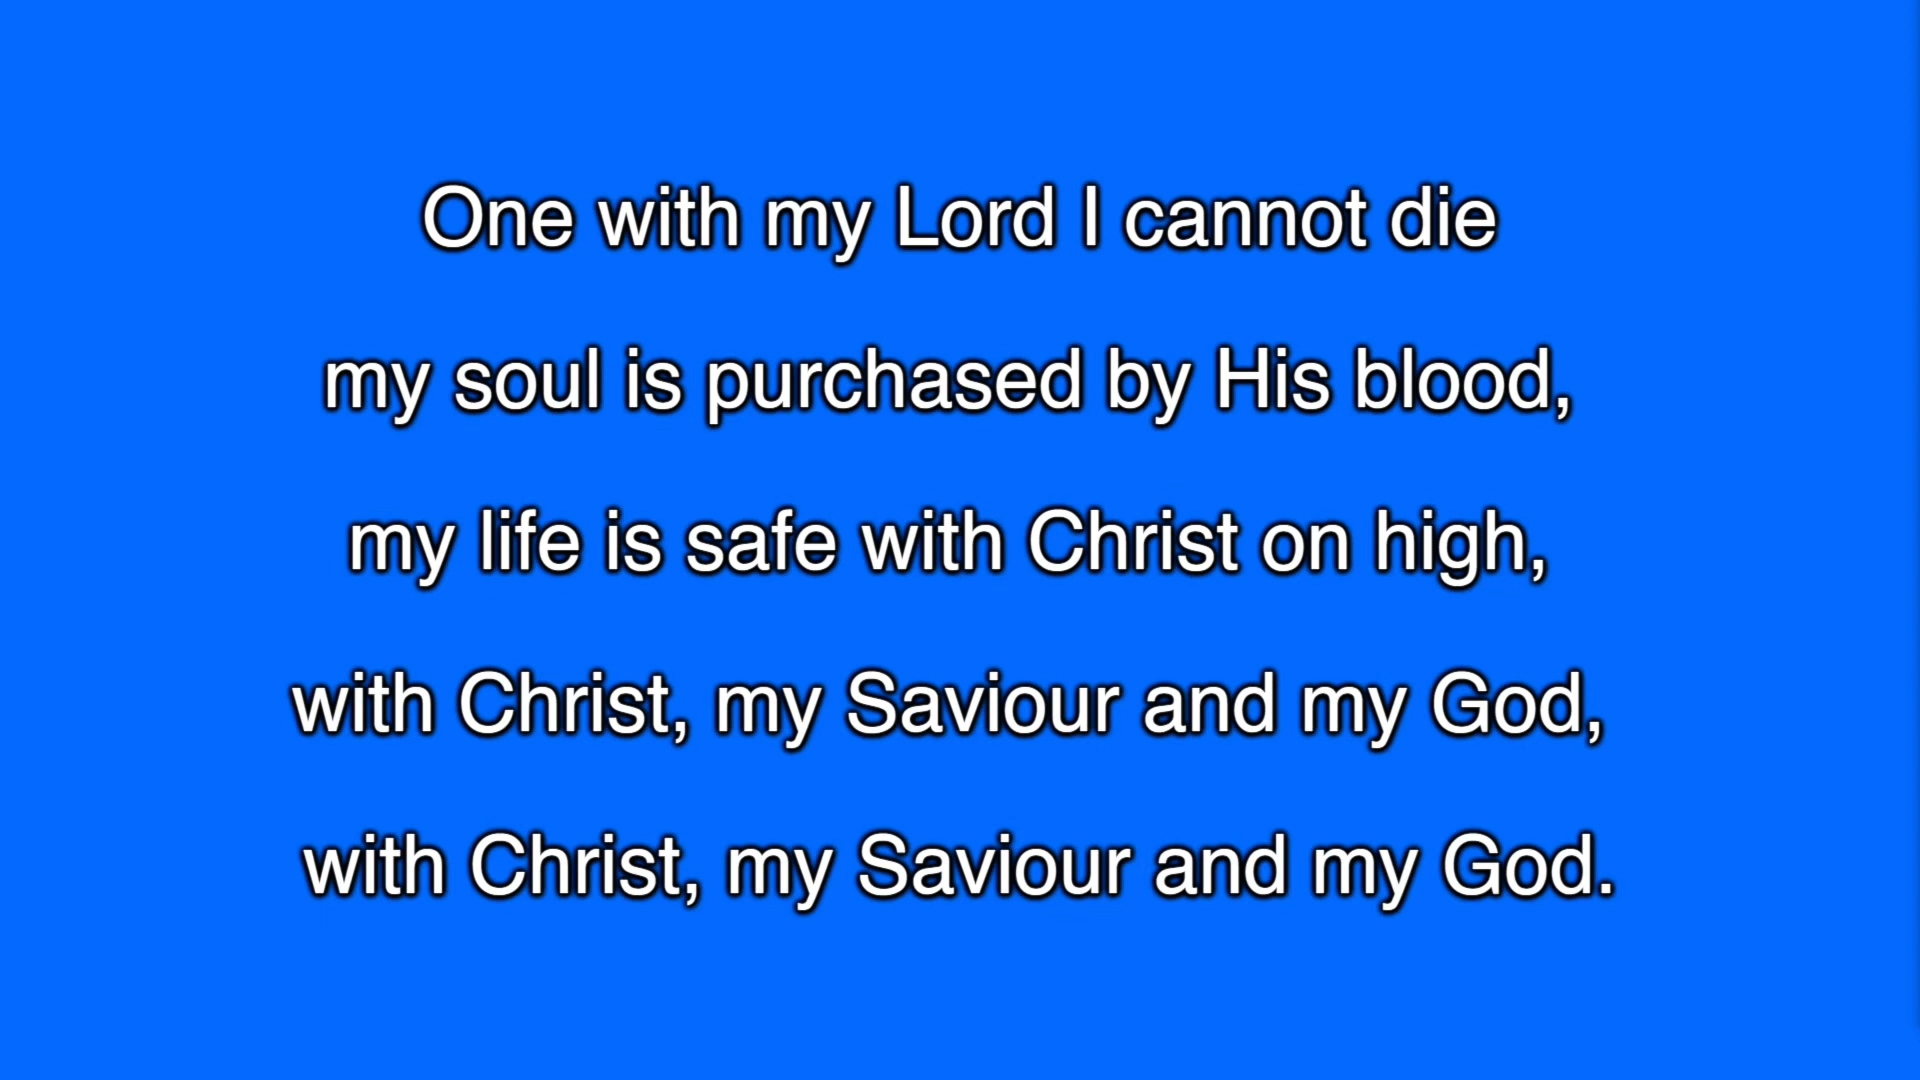 One with my Lord I cannot die
my soul is purchased by His blood,
my life is safe with Christ on high,
with Christ, my Saviour and my God,
with Christ, my Saviour and my God.